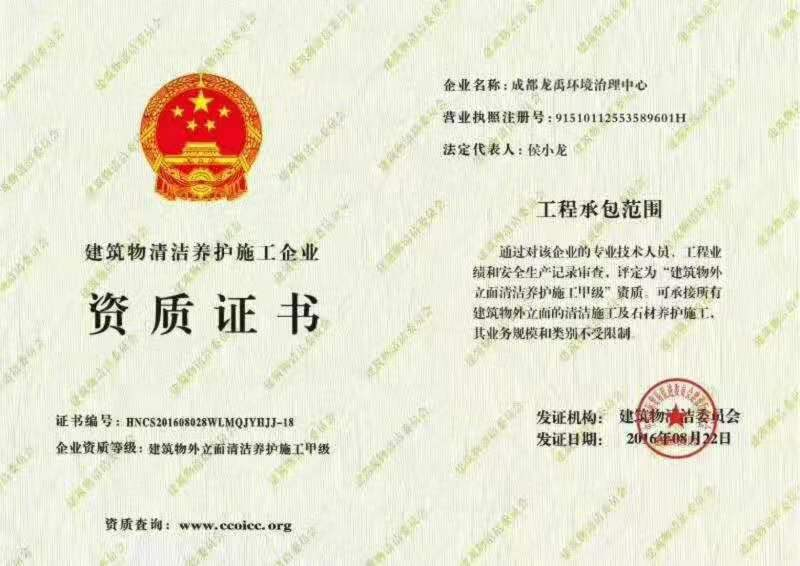 建筑物清洁养护施工企业
资质证书
证书编号: HNCS201608028WLMQJYHJJ-18
企业资质等级: 建筑物外立面清洁养护施工甲级
资质查询: www.ccoicc.org
企业名称: 成都龙禹环境治理中心
营业执照注册号: 91510112553589601H
法定代表人: 侯小龙
工程承包范围
通过对该企业的专业技术人员、工程业
绩和安全生产记录审查，评定为“建筑物外
立面清洁养护施工甲级”资质。可承接所有
建筑物外立面的清洁施工及石材养护施工，
其业务规模和类别不受限制。
发证机构: 建筑物清洁委员会
发证日期: 2016年08月22日